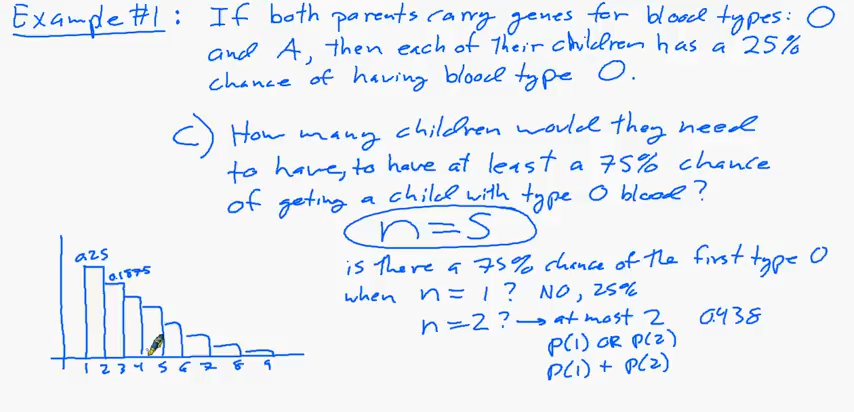 Example #1: If both parents carry genes for blood types: O
and A, then each of their children has a 25%
chance of having blood type O.
C) How many children would they need
to have, to have at least a 75% chance
of geting a child with type O blood?
n=5
is there a 75% chance of the first type O
when n=1? NO, 25%
n=2? → at most 2 0.438
P(1) OR P(2)
P(1) + P(2)
0.25
0.1875
1 2 3 4 5 6 7 8 9